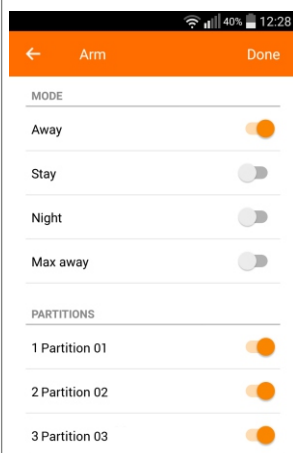 40% 12:28
Arm Done
MODE
Away
Stay
Night
Max away
PARTITIONS
1 Partition 01
2 Partition 02
3 Partition 03